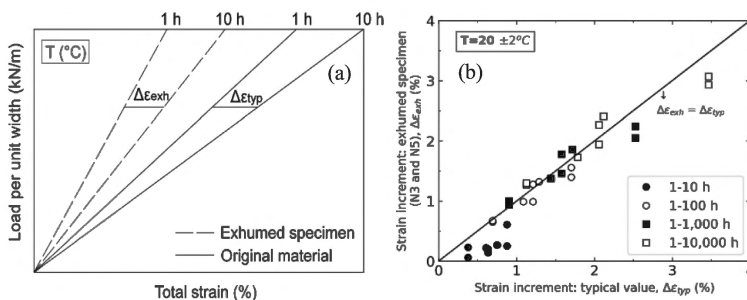 1 h 10 h 1 h 10 h
T (°C)
(a)
Δεexh
Δεtyp
Load per unit width (kN/m)
Exhumed specimen
Original material
Total strain (%)
T=20 ±2°C
(b)
Strain increment: exhumed specimen
(N3 and N5), Δεexh (%)
4
3
2
1
0
Δεexh = Δεtyp
1-10 h
1-100 h
1-1,000 h
1-10,000 h
0 1 2 3 4
Strain increment: typical value, Δεtyp (%)